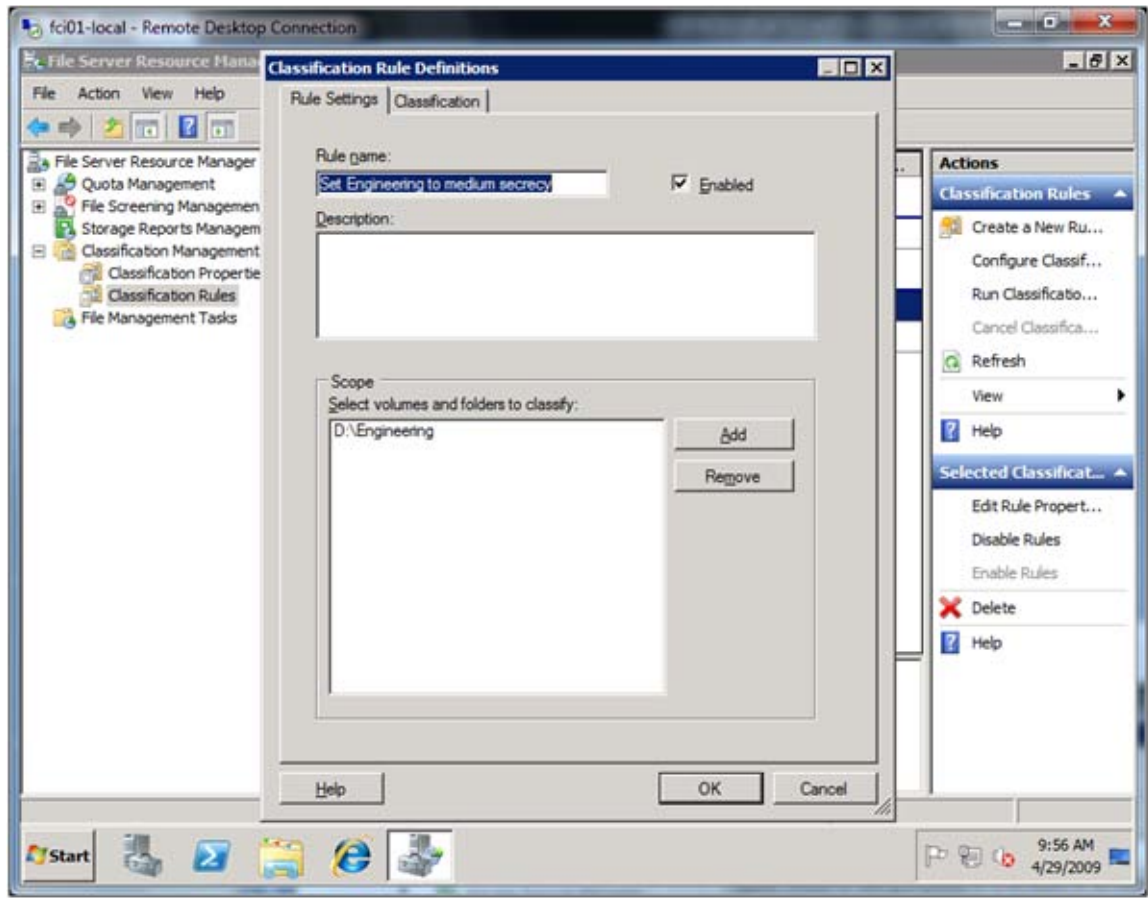 fci01-local - Remote Desktop Connection
File Server Resource Mana
Classification Rule Definitions
File Action View Help
Rule Settings
Classification
File Server Resource Manager
Quota Management
File Screening Managemen
Storage Reports Managem
Classification Management
Classification Propertie
Classification Rules
File Management Tasks
Rule name:
Set Engineering to medium secrecy
Enabled
Description:
Scope
Select volumes and folders to classify:
D:\Engineering
Add
Remove
Help
OK
Cancel
..
Actions
Classification Rules
Create a New Ru...
Configure Classif...
Run Classificatio...
Cancel Classifica...
Refresh
View
Help
Selected Classificat...
Edit Rule Propert...
Disable Rules
Enable Rules
Delete
Help
Start
9:56 AM
4/29/2009